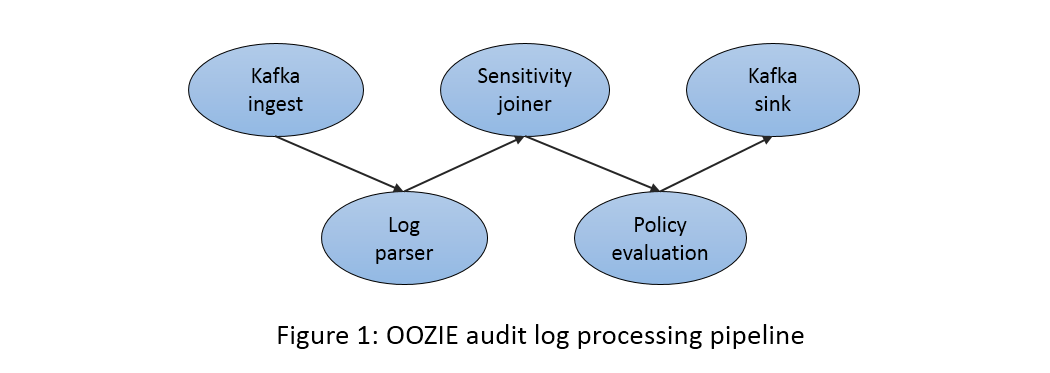 Kafka
ingest
Sensitivity
joiner
Kafka
sink
Log
parser
Policy
evaluation
Figure 1: OOZIE audit log processing pipeline